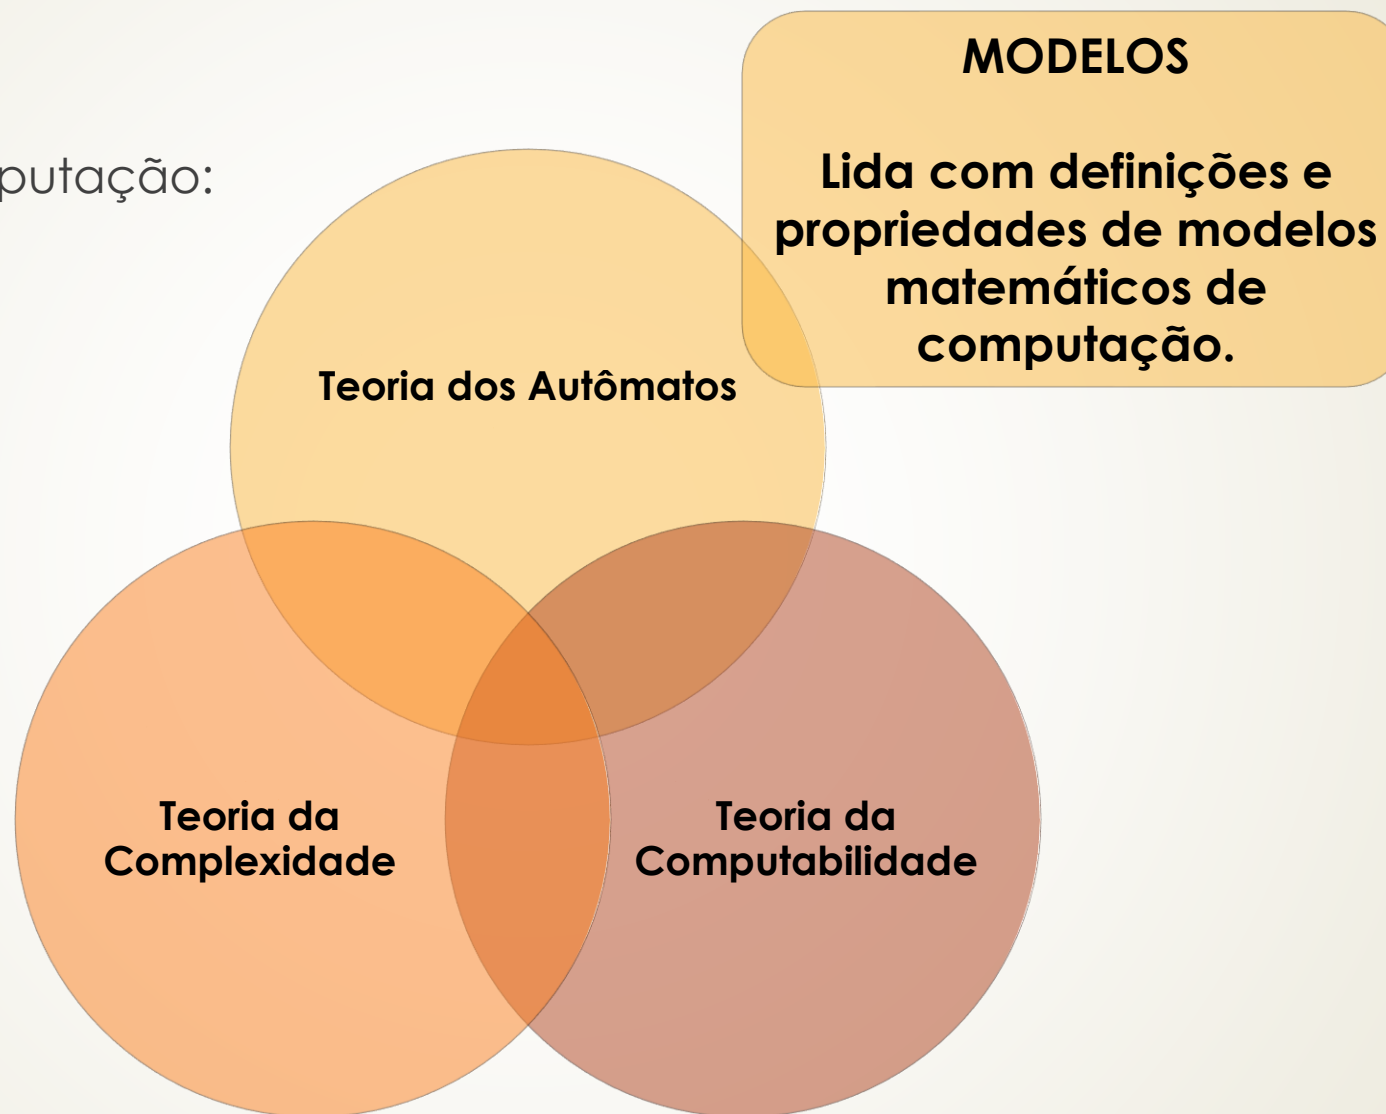 MODELOS
Lida com definições e
propriedades de modelos
matemáticos de
computação.
putação:
Teoria dos Autômatos
Teoria da
Complexidade
Teoria da
Computabilidade